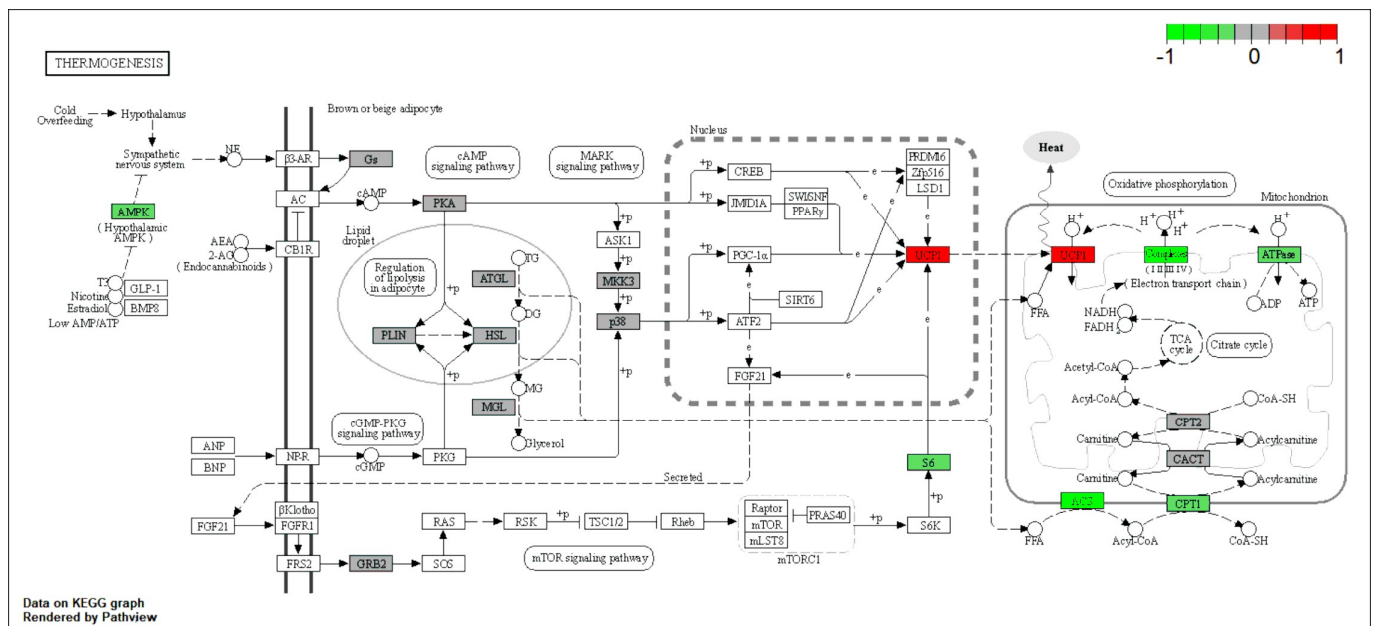 -1 0 1
THERMOGENESIS
Brown or beige adipocyte
Cold
Overfeeding
Hypothalamus
Sympathetic
nervous system
NE
AMPK
( Hypothalamic
AMPK )
T3
Nicotine
Estradiol
Low AMP/ATP
GLP-1
BMP8
β3-AR
Gs
AC
cAMP
AEA
2-AG
( Endocannabinoids )
CB1R
cAMP
signaling pathway
MARK
signaling pathway
PKA
Lipid
droplet
Regulation
of lipolysis
in adipocyte
+p
PLIN
HSL
+p
ATGL
MGL
TG
DG
MG
Glycerol
+p
ASK1
+p
MKK3
+p
p38
+p
Nucleus
+p
CREB
JMJD1A
SWI/SNF
PPARγ
+p
PGC-1α
SIRT6
+p
ATF2
e
e
FGF21
e
e
e
e
e
e
PRDM16
Zfp516
LSD1
e
UCP1
e
Heat
Oxidative phosphorylation
Mitochondrion
H+
H+
H+
H+
UCP1
Complexes
(I II III IV)
( Electron transport chain )
ATPase
ADP
ATP
FFA
NADH
FADH2
TCA
cycle
Citrate cycle
Acetyl-CoA
Acyl-CoA
CoA-SH
CPT2
Carnitine
Acylcarnitine
CACT
Carnitine
Acylcarnitine
ACS
CPT1
FFA
Acyl-CoA
CoA-SH
ANP
BNP
NP-R
cGMP
cGMP-PKG
signaling pathway
PKG
Secreted
S6
+p
S6K
FGF21
βKlotho
FGFR1
FRS2
GRB2
SOS
RAS
RSK
+p
TSC1/2
Rheb
mTOR signaling pathway
Raptor
mTOR
mLST8
PRAS40
mTORC1
+p
Data on KEGG graph
Rendered by Pathview